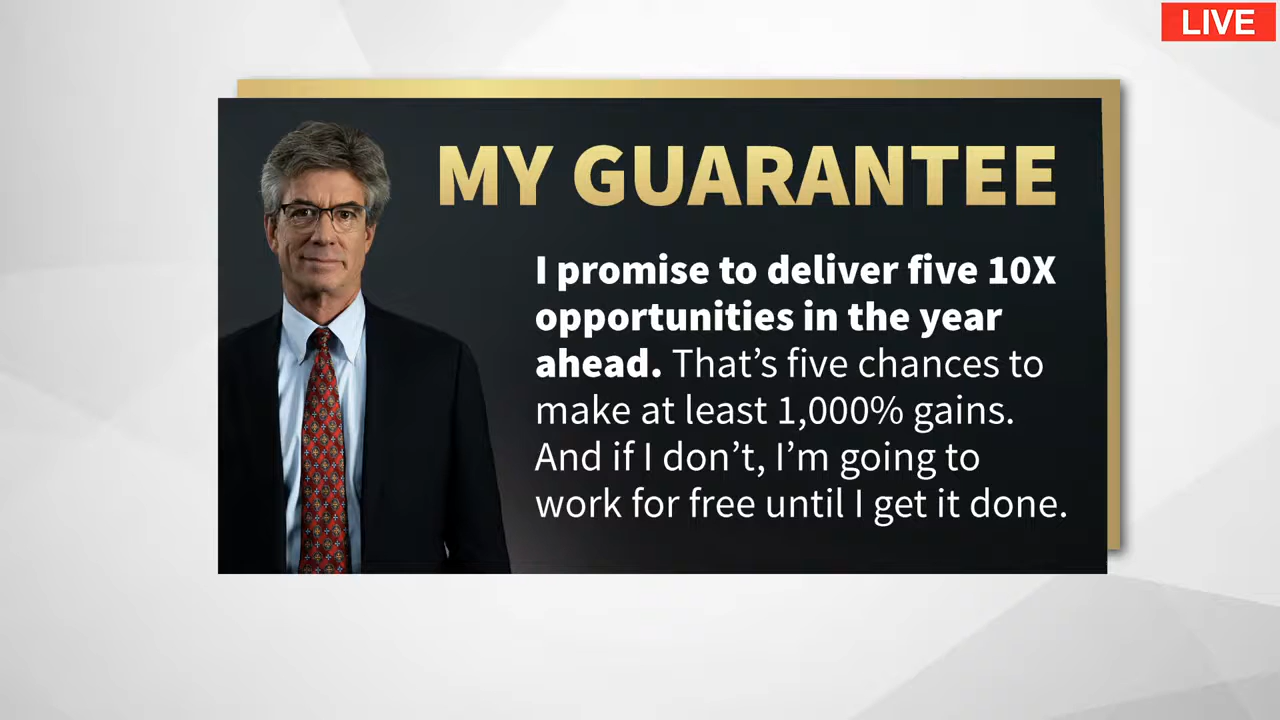 LIVE
MY GUARANTEE
I promise to deliver five 10X
opportunities in the year
ahead. That’s five chances to
make at least 1,000% gains.
And if I don’t, I’m going to
work for free until I get it done.